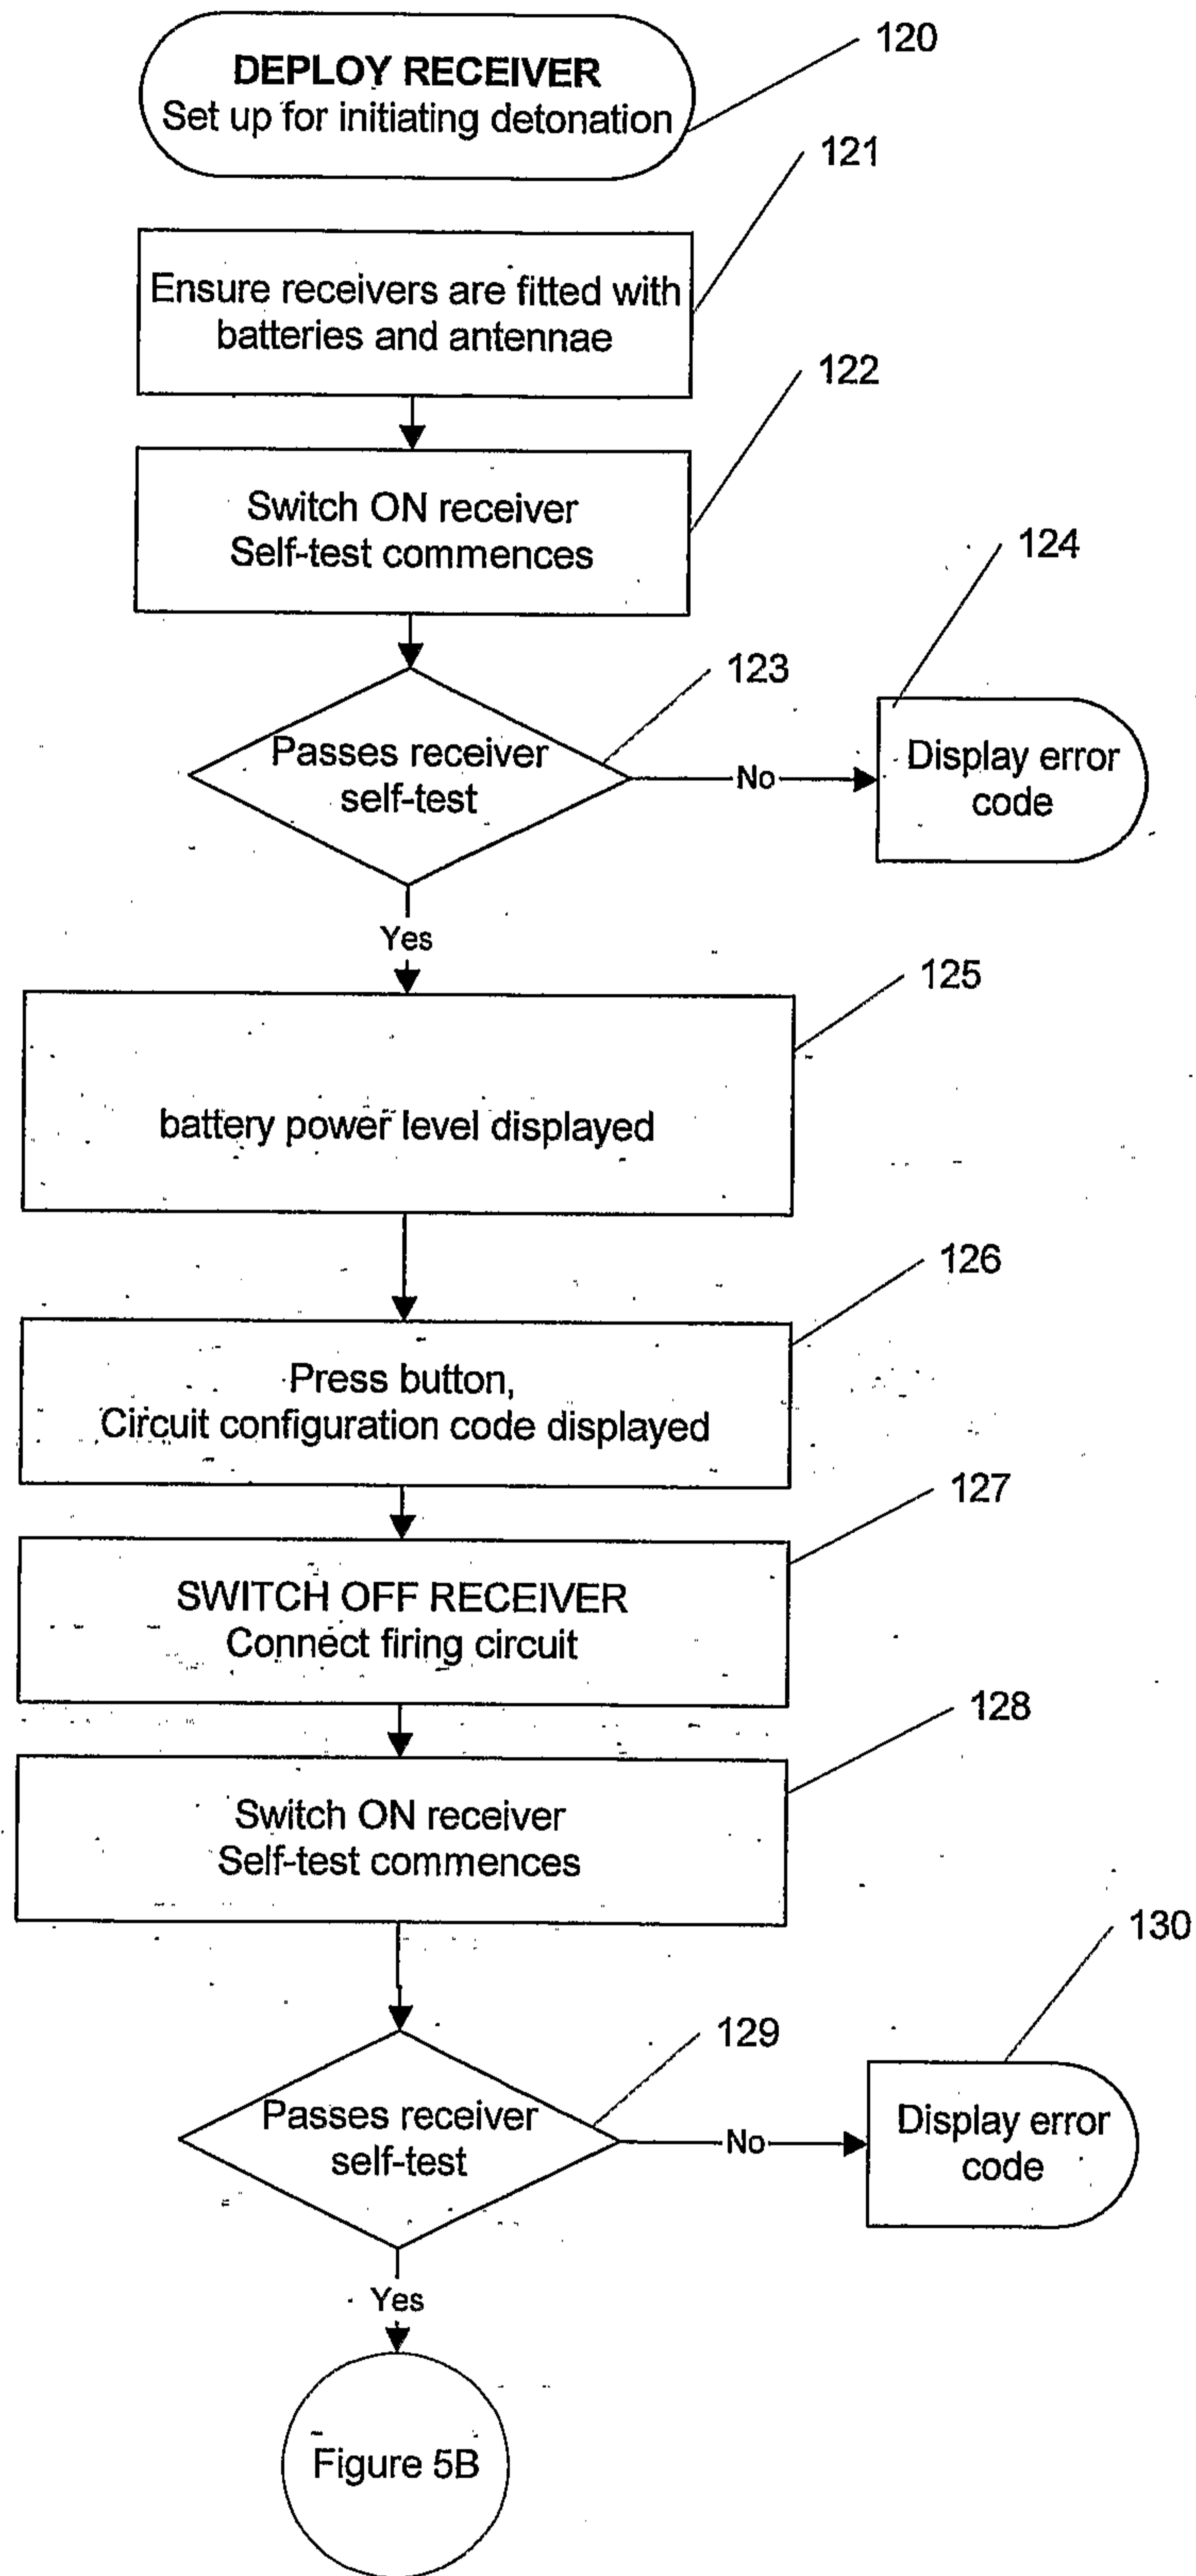 120
DEPLOY RECEIVER
Set up for initiating detonation
121
Ensure receivers are fitted with
batteries and antennae
122
Switch ON receiver
Self-test commences
124
123
Passes receiver
self-test
No
Display error
code
Yes
125
battery power level displayed
126
Press button,
Circuit configuration code displayed
127
SWITCH OFF RECEIVER
Connect firing circuit
128
Switch ON receiver
Self-test commences
130
129
Passes receiver
self-test
No
Display error
code
Yes
Figure 5B